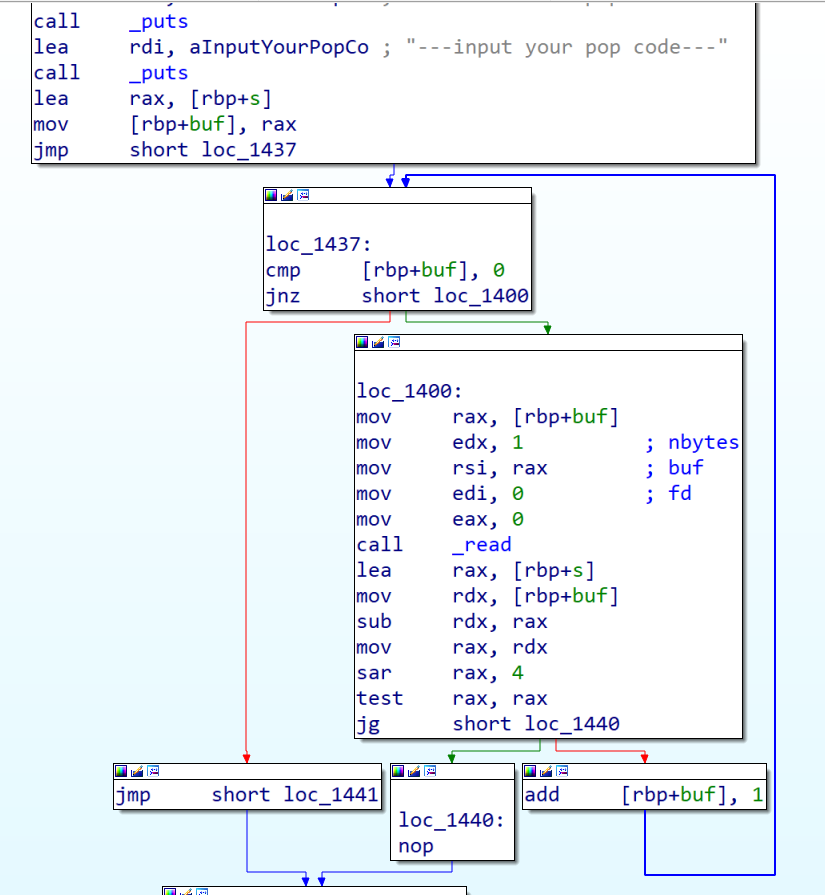 call _puts
lea rdi, aInputYourPopCo ; "---input your pop code---"
call _puts
lea rax, [rbp+s]
mov [rbp+buf], rax
jmp short loc_1437
loc_1437:
cmp [rbp+buf], 0
jnz short loc_1400
loc_1400:
mov rax, [rbp+buf]
mov edx, 1 ; nbytes
mov rsi, rax ; buf
mov edi, 0 ; fd
mov eax, 0
call _read
lea rax, [rbp+s]
mov rdx, [rbp+buf]
sub rdx, rax
mov rax, rdx
sar rax, 4
test rax, rax
jg short loc_1440
jmp short loc_1441
loc_1440:
nop
add [rbp+buf], 1